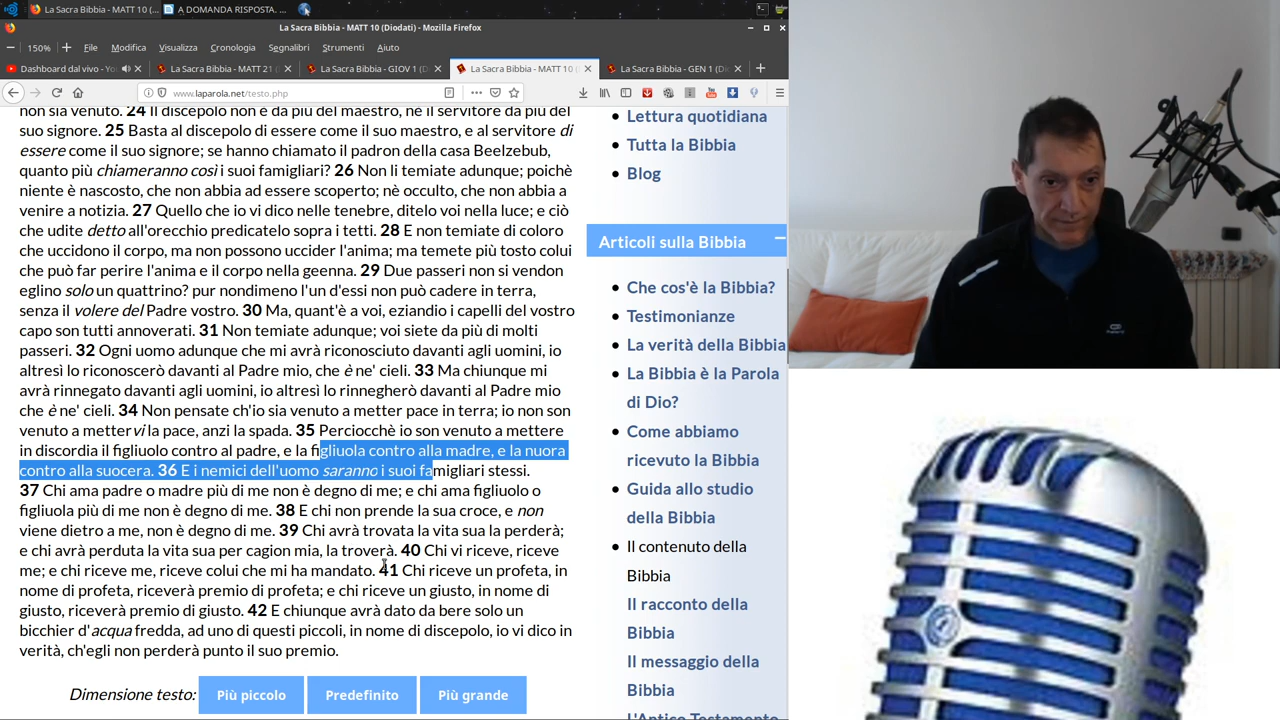 La Sacra Bibbia - MATT 10 (...
A DOMANDA RISPOSTA. ...
La Sacra Bibbia - MATT 10 (Diodati) - Mozilla Firefox
150% File Modifica Visualizza Cronologia Segnalibri Strumenti Aiuto
Dashboard dal vivo - Yo
La Sacra Bibbia - MATT 21 (
La Sacra Bibbia - GIOV 1 (D
La Sacra Bibbia - MATT 10 (
La Sacra Bibbia - GEN 1 (Di
www.laparola.net/testo.php
non sia venuto. 24 Il discepolo non è da più del maestro, nè il servitore da più del
suo signore. 25 Basta al discepolo di essere come il suo maestro, e al servitore di
essere come il suo signore; se hanno chiamato il padron della casa Beelzebub,
quanto più chiameranno così i suoi famigliari? 26 Non li temiate adunque; poichè
niente è nascosto, che non abbia ad essere scoperto; nè occulto, che non abbia a
venire a notizia. 27 Quello che io vi dico nelle tenebre, ditelo voi nella luce; e ciò
che udite detto all'orecchio predicatelo sopra i tetti. 28 E non temiate di coloro
che uccidono il corpo, ma non possono uccider l'anima; ma temete più tosto colui
che può far perire l'anima e il corpo nella geenna. 29 Due passeri non si vendon
eglino solo un quattrino? pur nondimeno l'un d'essi non può cadere in terra,
senza il volere del Padre vostro. 30 Ma, quant'è a voi, eziandio i capelli del vostro
capo son tutti annoverati. 31 Non temiate adunque; voi siete da più di molti
passeri. 32 Ogni uomo adunque che mi avrà riconosciuto davanti agli uomini, io
altresì lo riconoscerò davanti al Padre mio, che è ne' cieli. 33 Ma chiunque mi
avrà rinnegato davanti agli uomini, io altresì lo rinnegherò davanti al Padre mio
che è ne' cieli. 34 Non pensate ch'io sia venuto a metter pace in terra; io non son
venuto a mettervi la pace, anzi la spada. 35 Perciocchè io son venuto a mettere
in discordia il figliuolo contro al padre, e la figliuola contro alla madre, e la nuora
contro alla suocera. 36 E i nemici dell'uomo saranno i suoi famigliari stessi.
37 Chi ama padre o madre più di me non è degno di me; e chi ama figliuolo o
figliuola più di me non è degno di me. 38 E chi non prende la sua croce, e non
viene dietro a me, non è degno di me. 39 Chi avrà trovata la vita sua la perderà;
e chi avrà perduta la vita sua per cagion mia, la troverà. 40 Chi vi riceve, riceve
me; e chi riceve me, riceve colui che mi ha mandato. 41 Chi riceve un profeta, in
nome di profeta, riceverà premio di profeta; e chi riceve un giusto, in nome di
giusto, riceverà premio di giusto. 42 E chiunque avrà dato da bere solo un
bicchier d'acqua fredda, ad uno di questi piccoli, in nome di discepolo, io vi dico in
verità, ch'egli non perderà punto il suo premio.
Dimensione testo: Più piccolo Predefinito Più grande
Lettura quotidiana
Tutta la Bibbia
Blog
Articoli sulla Bibbia
Che cos'è la Bibbia?
Testimonianze
La verità della Bibbia
La Bibbia è la Parola
di Dio?
Come abbiamo
ricevuto la Bibbia
Guida allo studio
della Bibbia
Il contenuto della
Bibbia
Il racconto della
Bibbia
Il messaggio della
Bibbia
L'Antico Testamento